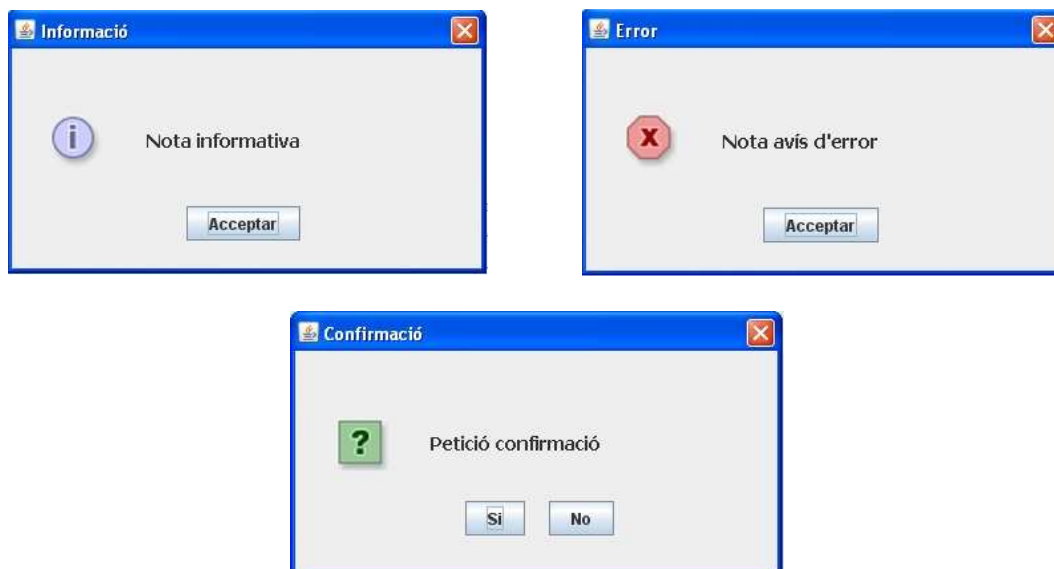 Informació
Nota informativa
Acceptar
Error
Nota avís d'error
Acceptar
Confirmació
Petició confirmació
Si No